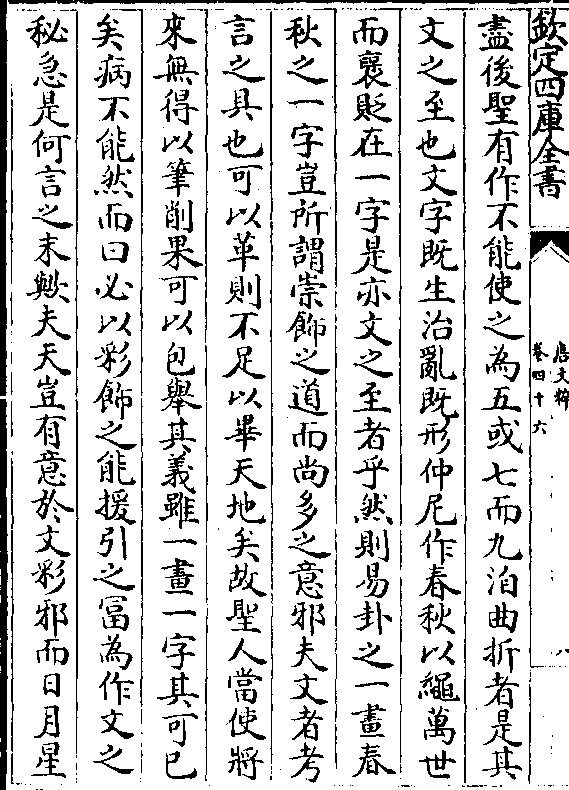 欽定四庫全書
唐文粹
卷四十六
八
盡後聖有作不能使之為五或七而九洎曲折者是其
文之至也文字既生治亂既形仲尼作春秋以繩萬世
而襃貶在一字是亦文之至者乎然則易卦之一畫春
秋之一字豈所謂崇飾之道而尚多之意邪夫文者考
言之具也可以革則不足以畢天地矣故聖人當使將
來無得以筆削果可以包舉其義雖一畫一字其可已
矣病不能然而曰必以彩飾之能援引之富為作文之
秘急是何言之末歟夫天豈有意於文彩邪而日月星